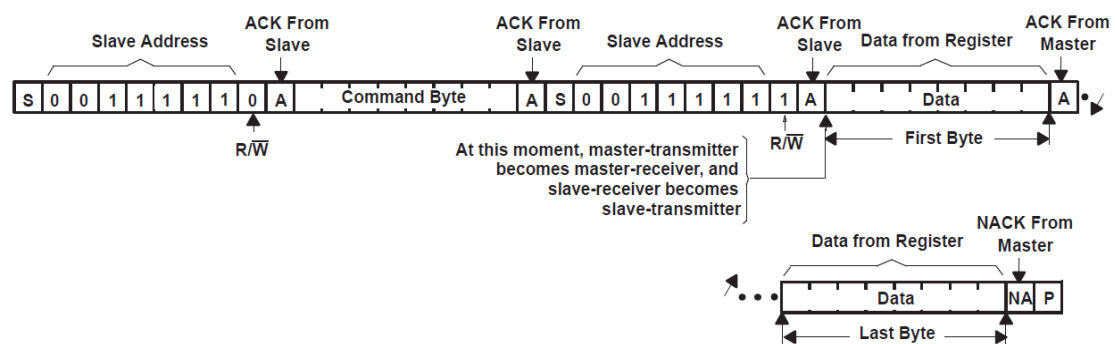 ACK From
Slave
Slave Address
ACK From
Slave
Slave Address
ACK From
Slave
Data from Register
ACK From
Master
S 0 0 1 1 1 1 1 0 A Command Byte A S 0 0 1 1 1 1 1 1 A Data A
R/W̅
R/W̅
First Byte
At this moment, master-transmitter
becomes master-receiver, and
slave-receiver becomes
slave-transmitter
Data from Register
NACK From
Master
Data NA P
Last Byte